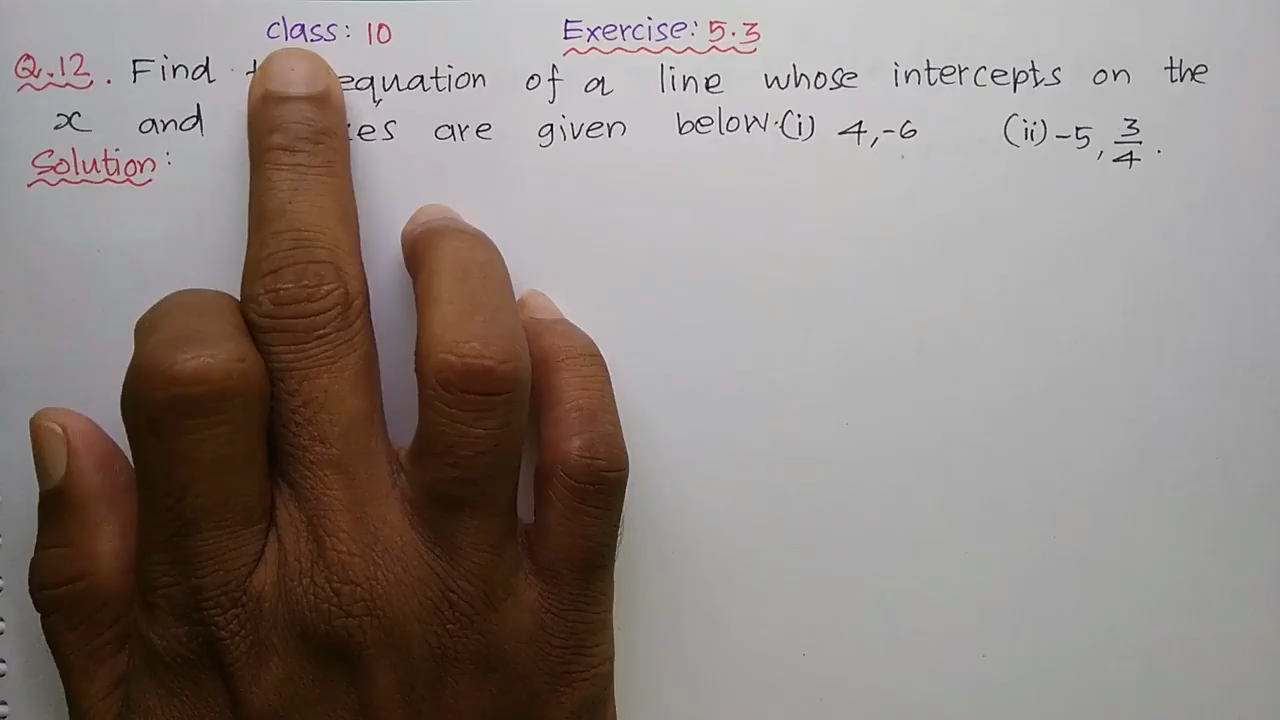 class: 10 Exercise: 5.3
Q.12. Find equation of a line whose intercepts on the
x and are given below.(i) 4,-6 (ii) -5, 3/4.
Solution: